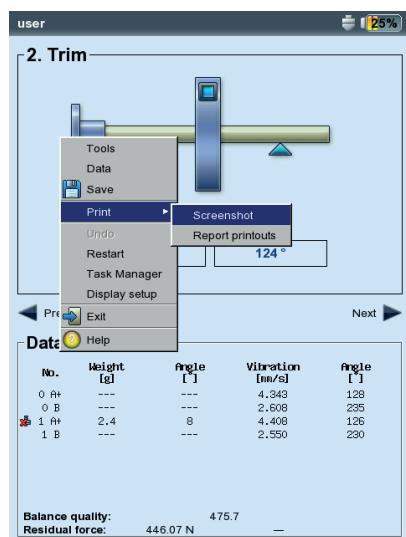 user 25%
2. Trim
Tools
Data
Save
Print
Screenshot
Undo
Report printouts
Restart
124 °
Task Manager
Display setup
Pre
Exit
Next
Help
Data
No. Weight [g] Angle [°] Vibration [mm/s] Angle [°]
0 A+ --- --- 4.343 128
0 B --- --- 2.608 235
1 A+ 2.4 8 4.408 126
1 B --- --- 2.550 230
Balance quality: 475.7
Residual force: 446.07 N —